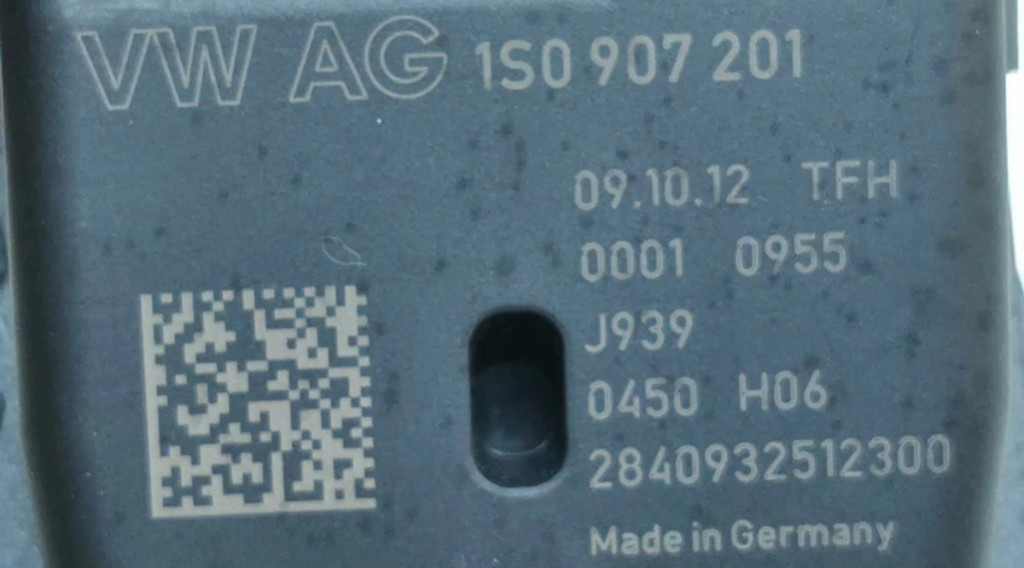 VW AG 1S0 907 201
09.10.12 TFH
0001 0955
J939
0450 H06
2840932512300
Made in Germany